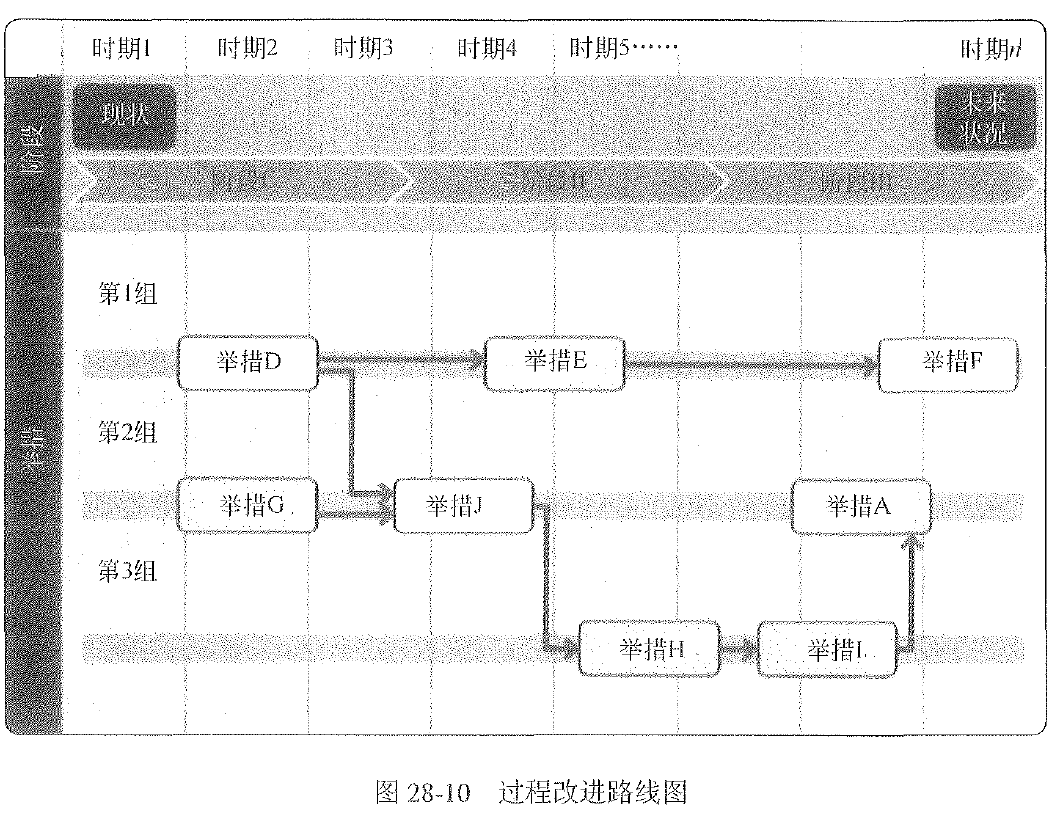 时期1 时期2 时期3 时期4 时期5…… 时期n
阶段
现状
未来
状况
举措
第1组
举措D 举措E 举措F
第2组
举措G 举措J 举措A
第3组
举措H 举措I
图 28-10 过程改进路线图